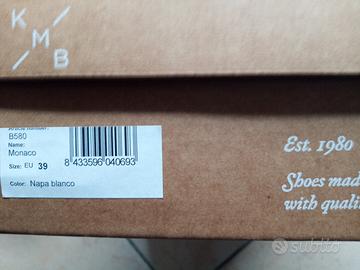 K
M
B
Article number:
B580
Name:
Monaco
Size: EU 39
8 433596 040693
Color: Napa blanco
Est. 1980
Shoes made
with quali
subito